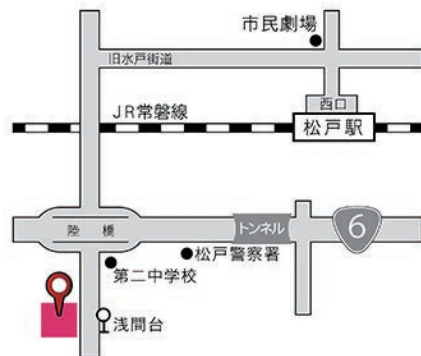 市民劇場
旧水戸街道
西口
JR常磐線
松戸駅
陸橋
トンネル
6
松戸警察署
第二中学校
浅間台